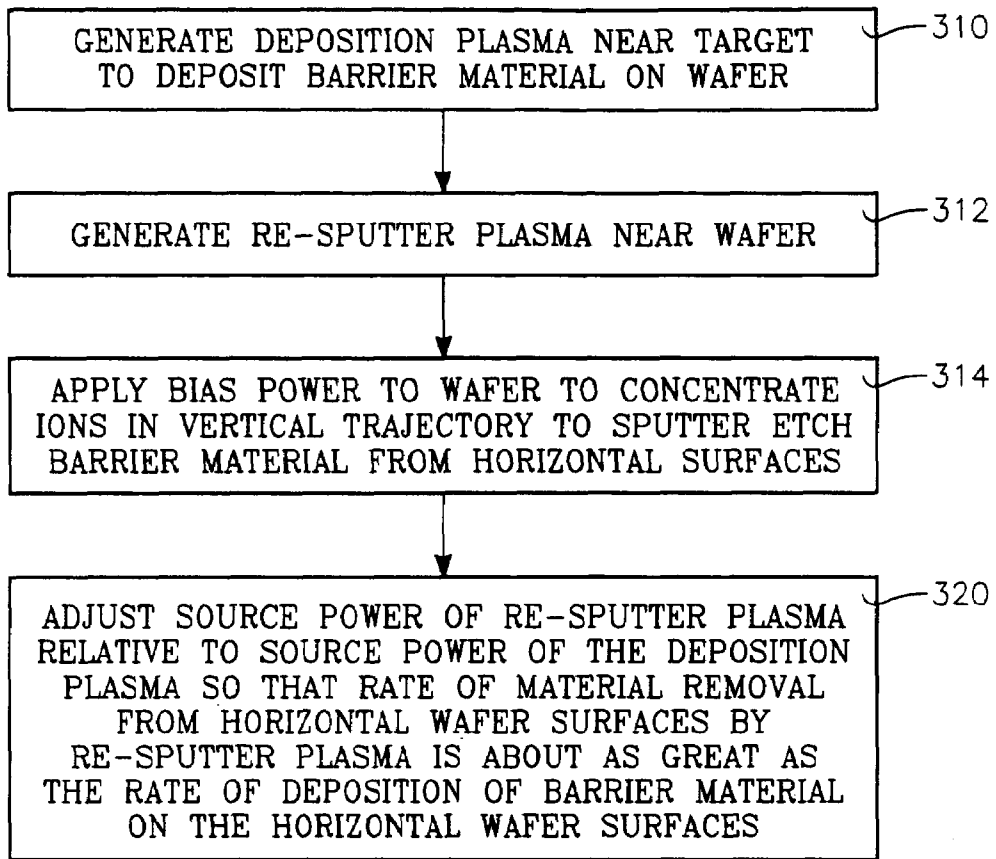 GENERATE DEPOSITION PLASMA NEAR TARGET
TO DEPOSIT BARRIER MATERIAL ON WAFER
310
GENERATE RE-SPUTTER PLASMA NEAR WAFER
312
APPLY BIAS POWER TO WAFER TO CONCENTRATE
IONS IN VERTICAL TRAJECTORY TO SPUTTER ETCH
BARRIER MATERIAL FROM HORIZONTAL SURFACES
314
ADJUST SOURCE POWER OF RE-SPUTTER PLASMA
RELATIVE TO SOURCE POWER OF THE DEPOSITION
PLASMA SO THAT RATE OF MATERIAL REMOVAL
FROM HORIZONTAL WAFER SURFACES BY
RE-SPUTTER PLASMA IS ABOUT AS GREAT AS
THE RATE OF DEPOSITION OF BARRIER MATERIAL
ON THE HORIZONTAL WAFER SURFACES
320